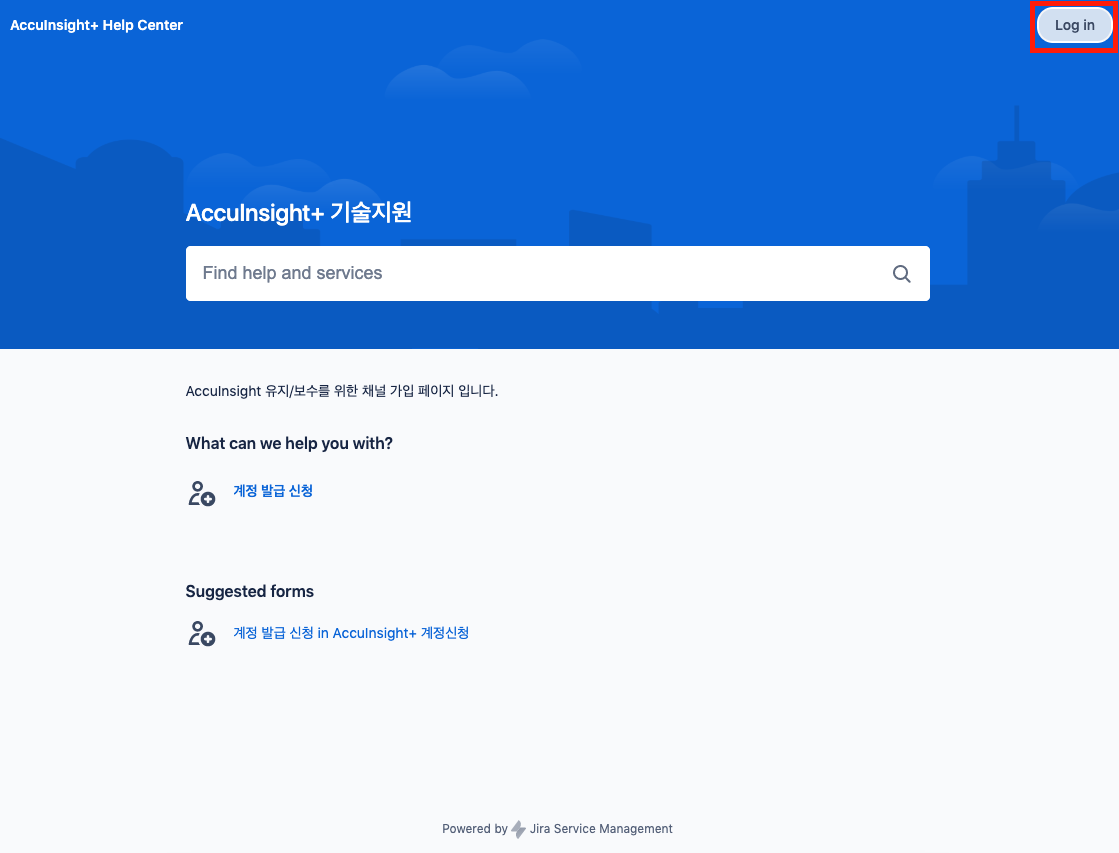 AccuInsight+ Help Center
Log in
AccuInsight+ 기술지원
Find help and services
AccuInsight 유지/보수를 위한 채널 가입 페이지 입니다.
What can we help you with?
계정 발급 신청
Suggested forms
계정 발급 신청 in AccuInsight+ 계정신청
Powered by Jira Service Management